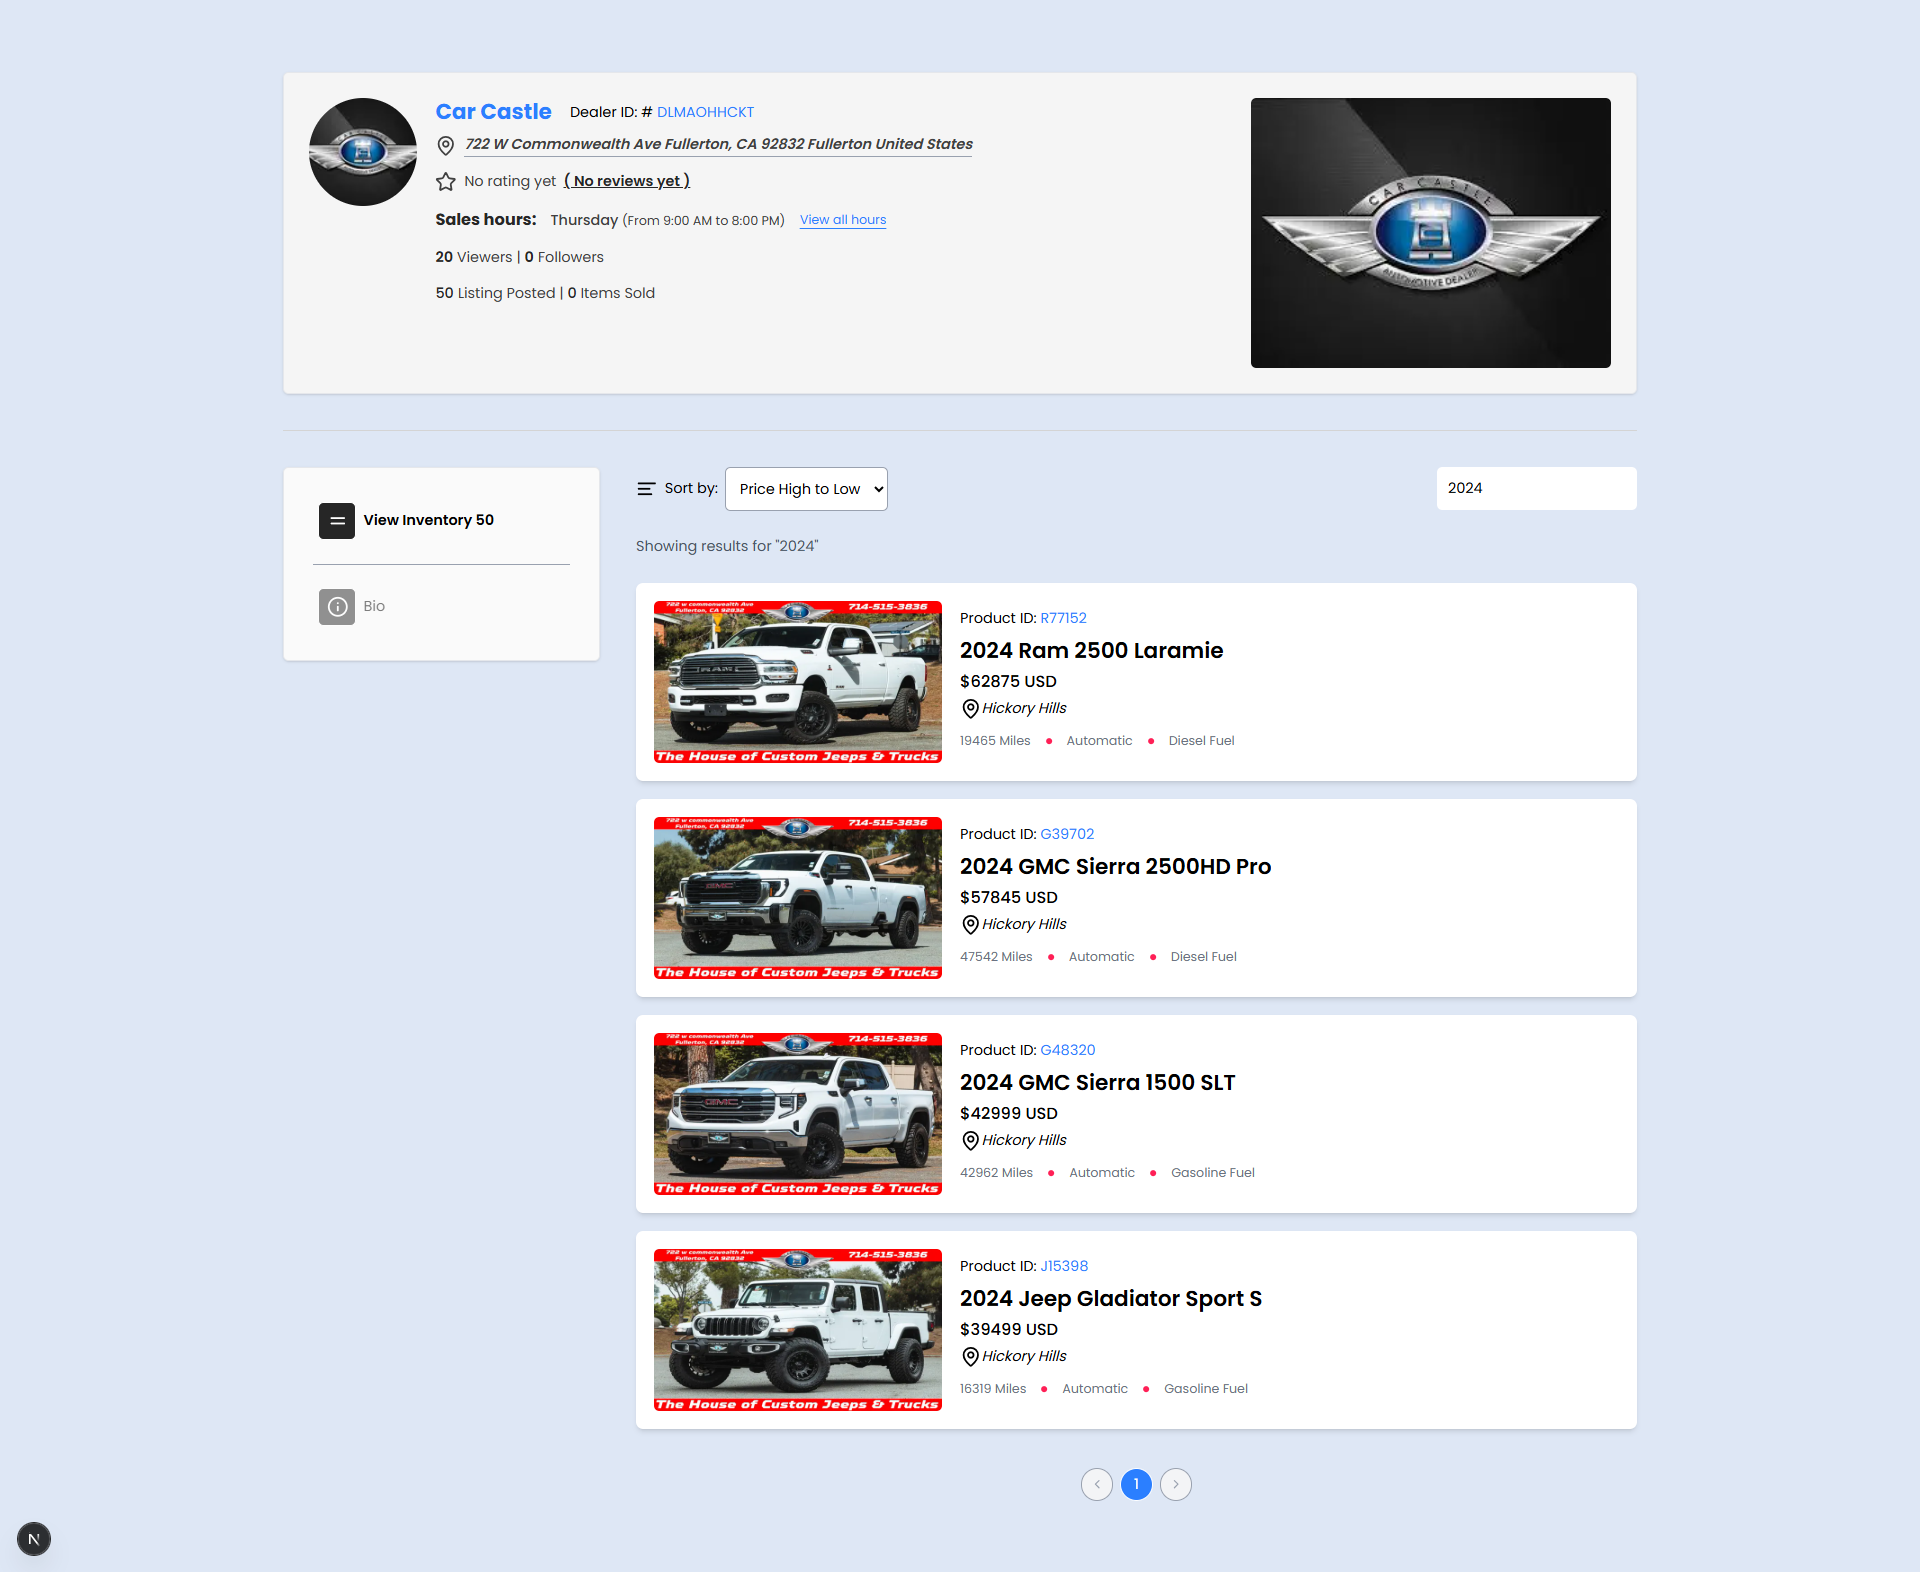 Car Castle Dealer ID: # DLMAOHHCKT
722 W Commonwealth Ave Fullerton, CA 92832 Fullerton United States
No rating yet ( No reviews yet )
Sales hours: Thursday (From 9:00 AM to 8:00 PM) View all hours
20 Viewers | 0 Followers
50 Listing Posted | 0 Items Sold
CAR CASTLE
AUTOMOTIVE DEALER
View Inventory 50
Bio
Sort by: Price High to Low
2024
Showing results for "2024"
722 w commonwealth Ave
Fullerton, CA 92832
714-515-3836
RAM
The House of Custom Jeeps & Trucks
Product ID: R77152
2024 Ram 2500 Laramie
$62875 USD
Hickory Hills
19465 Miles Automatic Diesel Fuel
722 w commonwealth Ave
Fullerton, CA 92832
714-515-3836
GMC
The House of Custom Jeeps & Trucks
Product ID: G39702
2024 GMC Sierra 2500HD Pro
$57845 USD
Hickory Hills
47542 Miles Automatic Diesel Fuel
722 w commonwealth Ave
Fullerton, CA 92832
714-515-3836
GMC
The House of Custom Jeeps & Trucks
Product ID: G48320
2024 GMC Sierra 1500 SLT
$42999 USD
Hickory Hills
42962 Miles Automatic Gasoline Fuel
722 w commonwealth Ave
Fullerton, CA 92832
714-515-3836
The House of Custom Jeeps & Trucks
Product ID: J15398
2024 Jeep Gladiator Sport S
$39499 USD
Hickory Hills
16319 Miles Automatic Gasoline Fuel
1
N